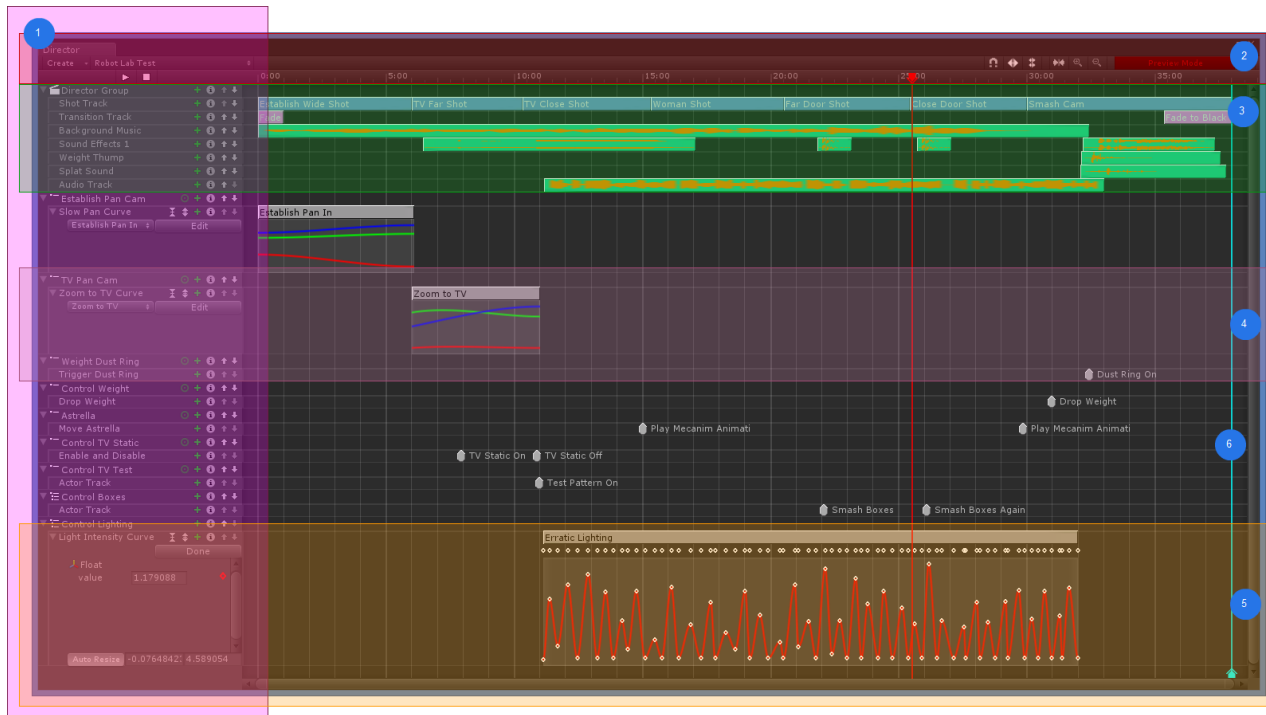 1
Director
2
Create Robot Lab Test Preview Mode
0:00 5:00 10:00 15:00 20:00 25:00 30:00 35:00
Director Group
Shot Track Establish Wide Shot TV Far Shot TV Close Shot Woman Shot Far Door Shot Close Door Shot Smash Cam
3
Transition Track Fade Fade to Black
Background Music
Sound Effects 1
Weight Thump
Splat Sound
Audio Track
Establish Pan Cam
Slow Pan Curve Establish Pan In
Establish Pan In Edit
TV Pan Cam
Zoom to TV Curve Zoom to TV
Zoom to TV Edit
4
Weight Dust Ring
Trigger Dust Ring Dust Ring On
Control Weight
Drop Weight Drop Weight
Astrella
Move Astrella Play Mecanim Animati Play Mecanim Animati
Control TV Static
6
Enable and Disable TV Static On TV Static Off
Control TV Test
Actor Track Test Pattern On
Control Boxes
Actor Track Smash Boxes Smash Boxes Again
Control Lighting
Light Intensity Curve Erratic Lighting
Done
Float
value 1.179088
5
Auto Resize 4.589054